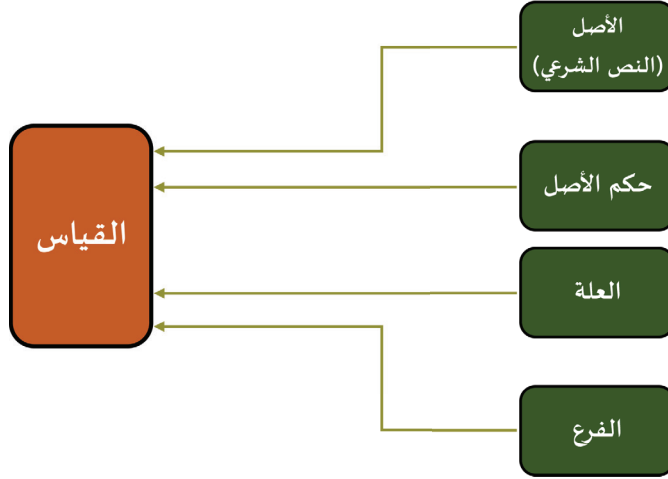 الأصل
(النص الشرعي)
حكم الأصل
القياس
العلة
الفرع